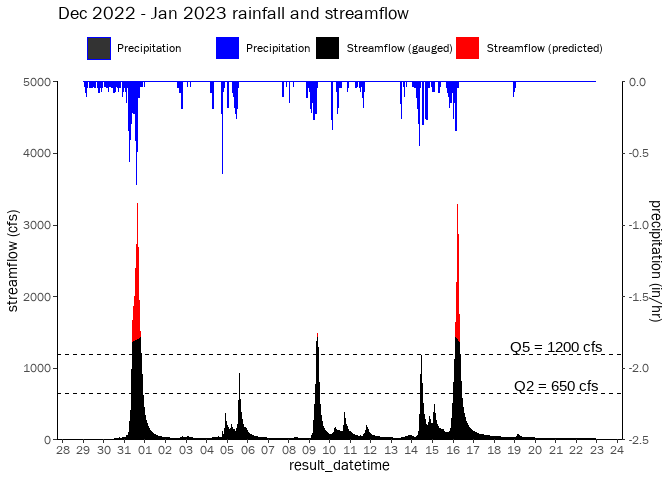 Dec 2022 - Jan 2023 rainfall and streamflow
Precipitation Precipitation Streamflow (gauged) Streamflow (predicted)
5000 0.0
4000 -0.5
3000 -1.0
2000 -1.5
Q5 = 1200 cfs
1000 -2.0
Q2 = 650 cfs
0 -2.5
streamflow (cfs)
precipitation (in/hr)
28 29 30 31 01 02 03 04 05 06 07 08 09 10 11 12 13 14 15 16 17 18 19 20 21 22 23 24
result_datetime